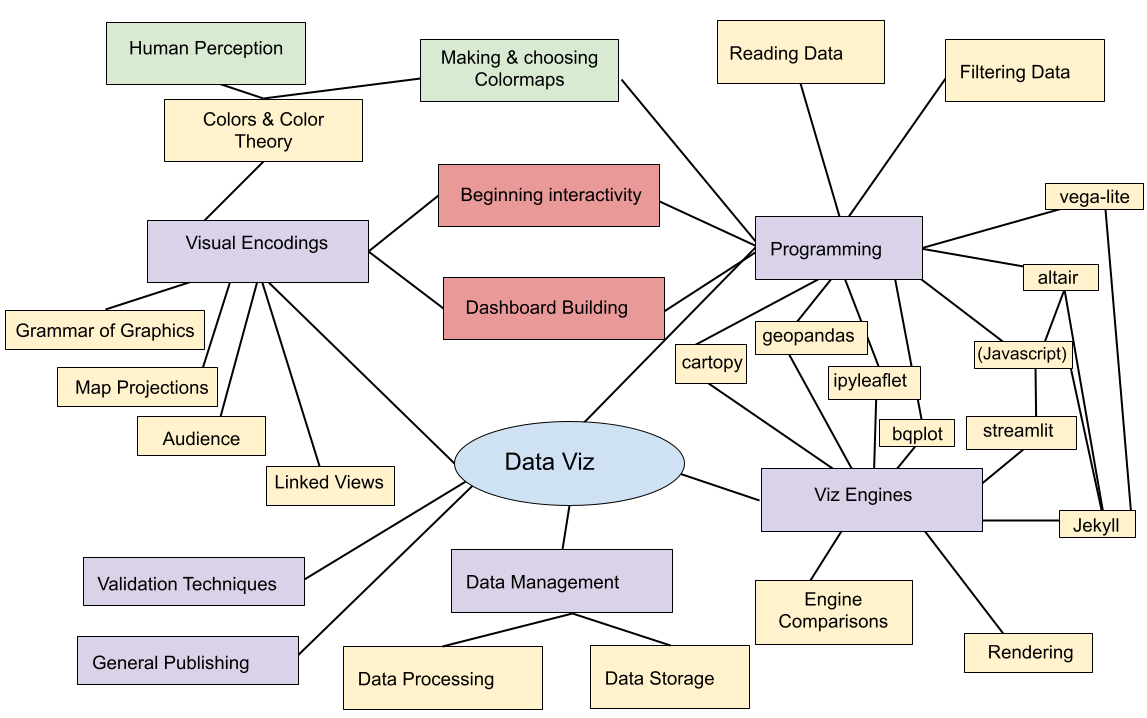 Human Perception
Making & choosing
Colormaps
Reading Data
Filtering Data
Colors & Color
Theory
Beginning interactivity
vega-lite
Visual Encodings
Programming
altair
Dashboard Building
Grammar of Graphics
geopandas
(Javascript)
cartopy
ipyleaflet
Map Projections
Audience
bqplot
streamlit
Data Viz
Linked Views
Viz Engines
Jekyll
Validation Techniques
Data Management
Engine
Comparisons
General Publishing
Rendering
Data Processing
Data Storage